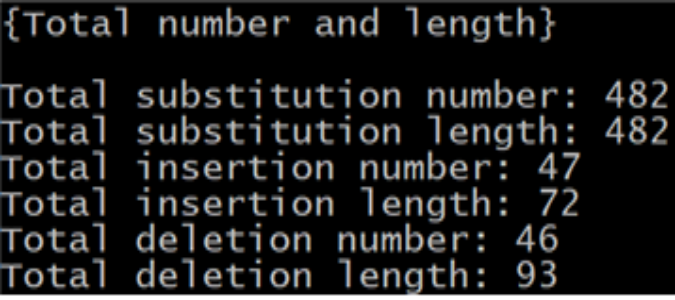 {Total number and length}
Total substitution number: 482
Total substitution length: 482
Total insertion number: 47
Total insertion length: 72
Total deletion number: 46
Total deletion length: 93